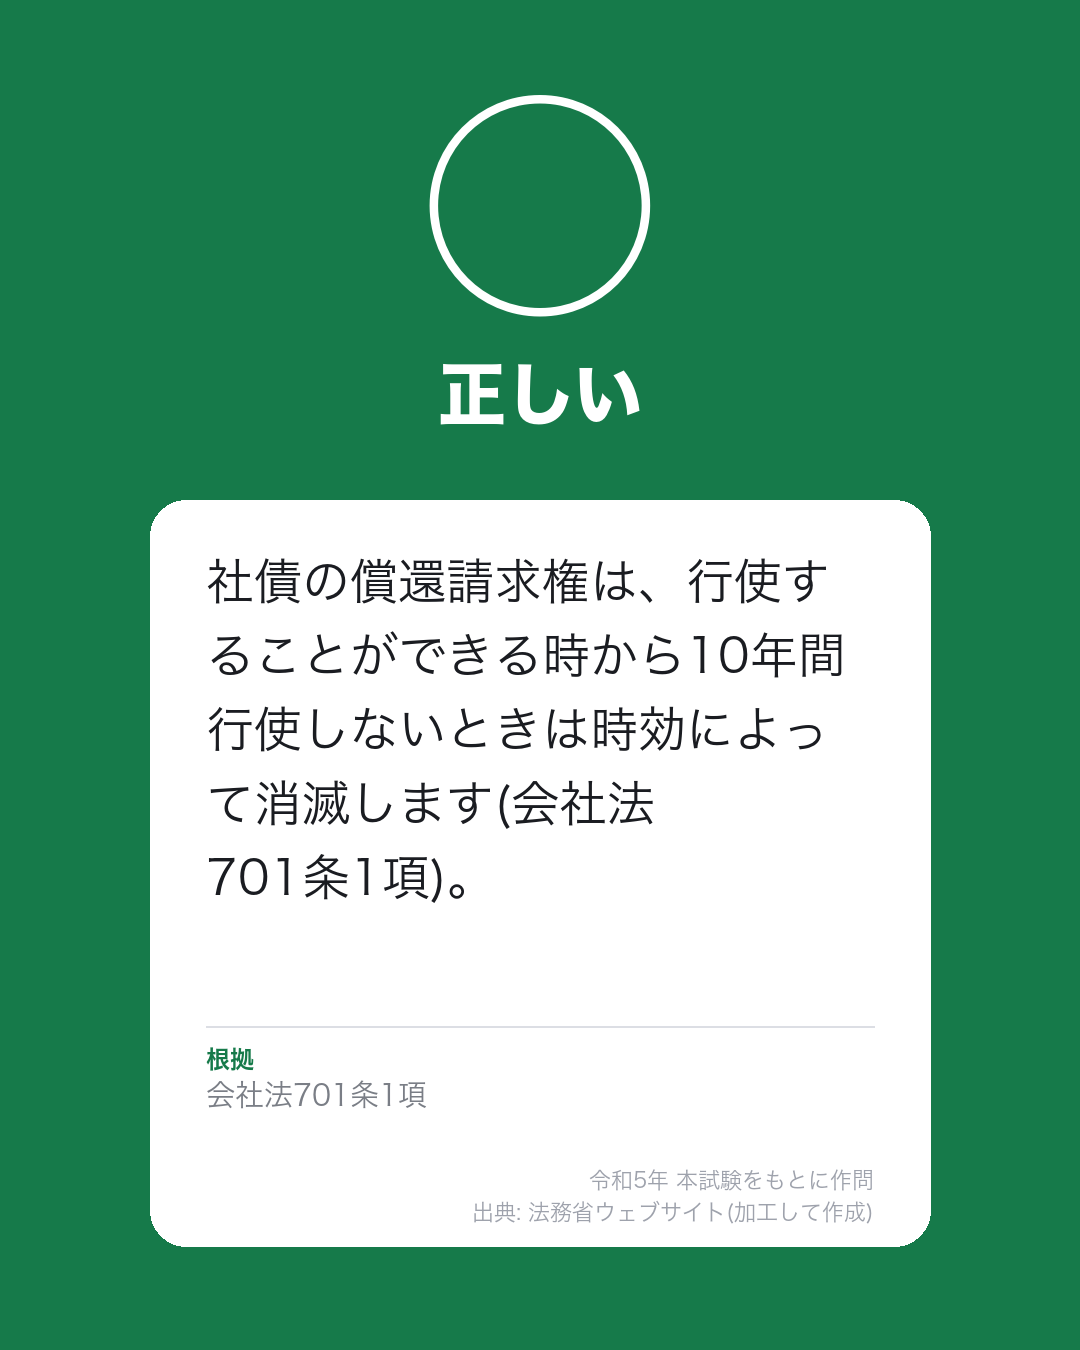 正しい
社債の償還請求権は、行使す
ることができる時から10年間
行使しないときは時効によっ
て消滅します(会社法
701条1項)。
根拠
会社法701条1項
令和5年 本試験をもとに作問
出典: 法務省ウェブサイト(加工して作成)